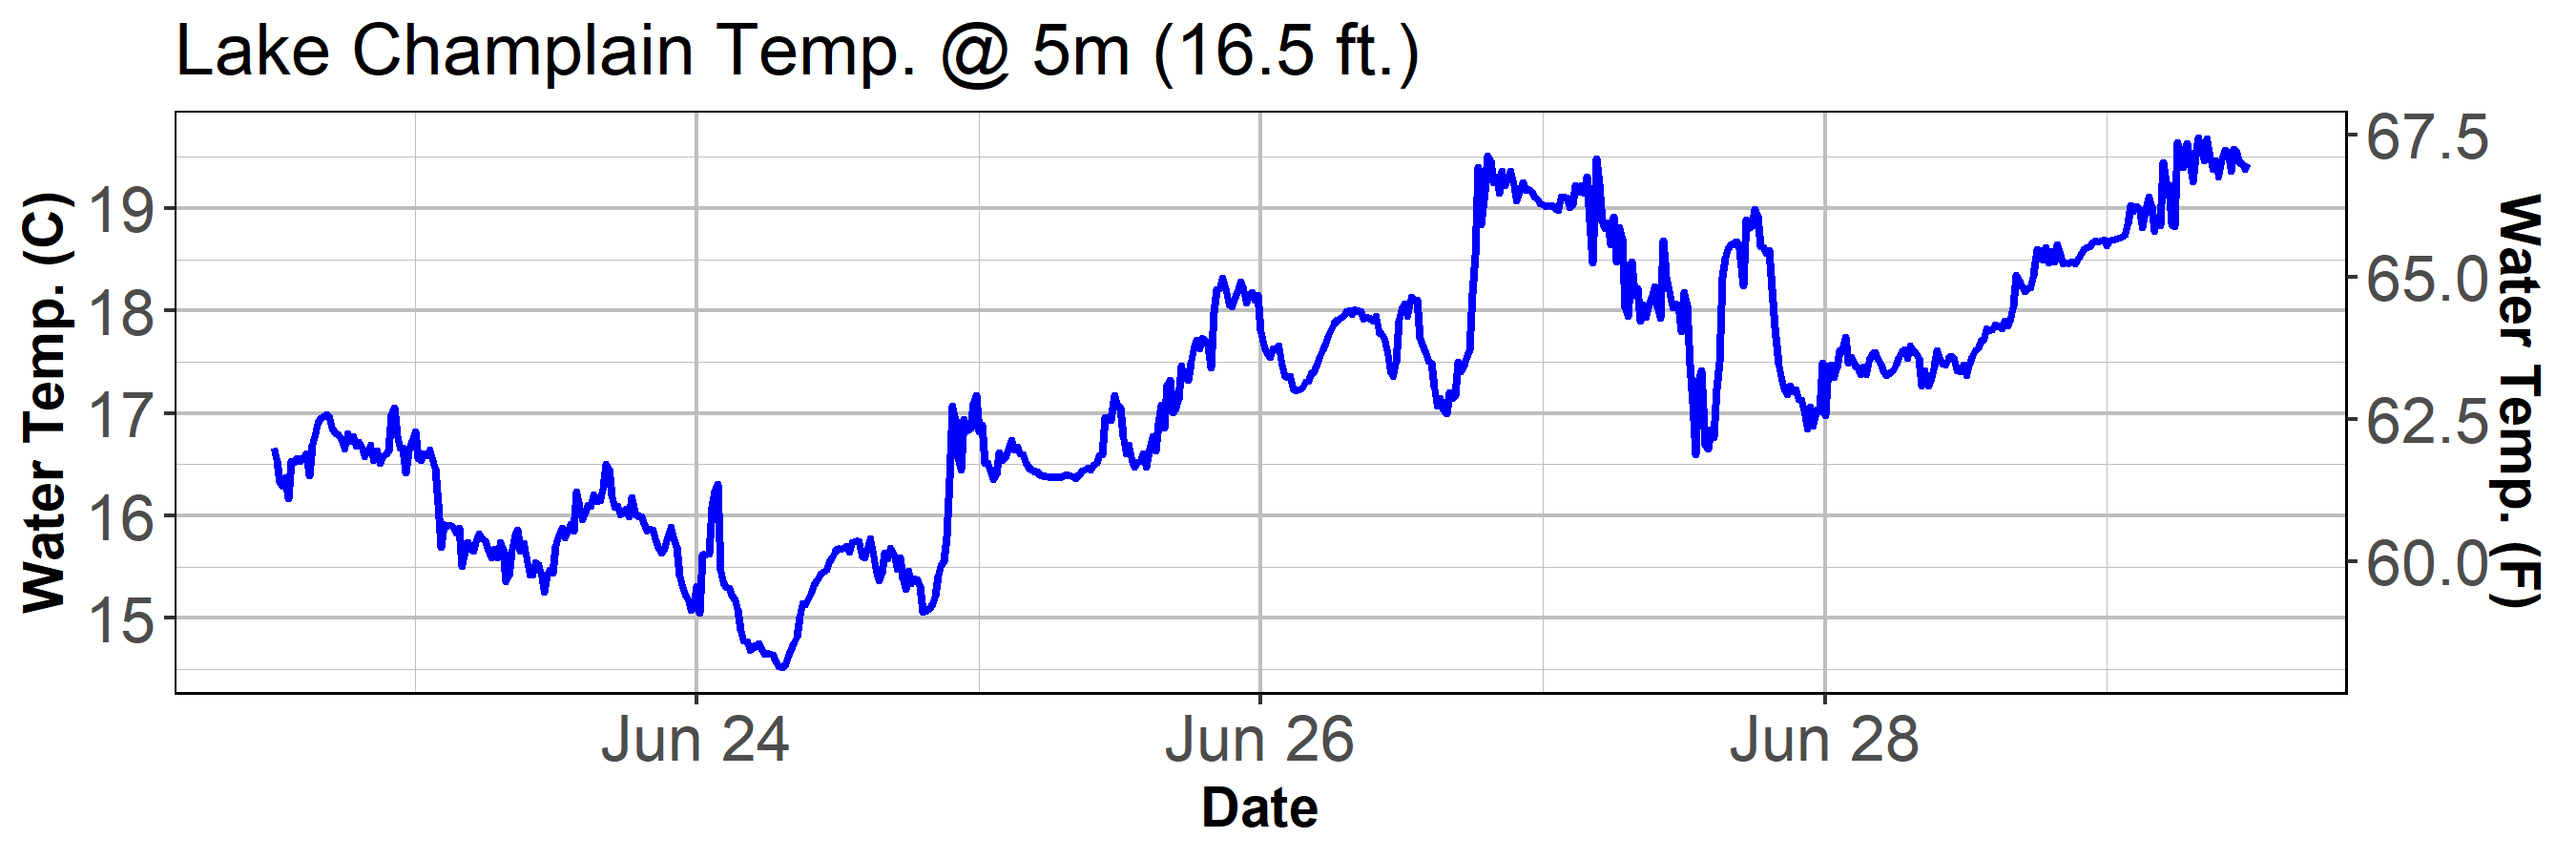 Lake Champlain Temp. @ 5m (16.5 ft.)
Water Temp. (C)
19
18
17
16
15
67.5
65.0
62.5
60.0
Water Temp. (F)
Jun 24 Jun 26 Jun 28
Date